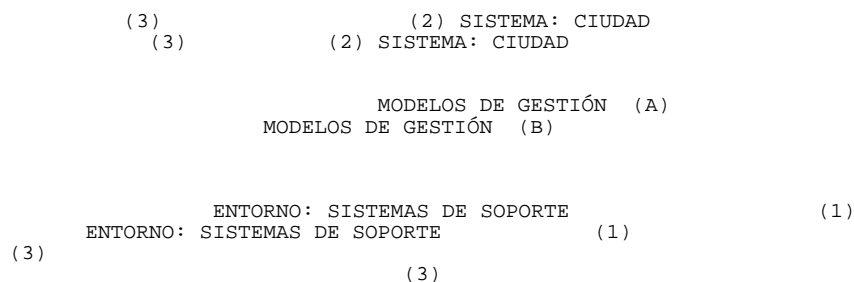 (3) (2) SISTEMA: CIUDAD
(3) (2) SISTEMA: CIUDAD
MODELOS DE GESTIÓN (A)
MODELOS DE GESTIÓN (B)
ENTORNO: SISTEMAS DE SOPORTE (1)
ENTORNO: SISTEMAS DE SOPORTE (1)
(3)
(3)